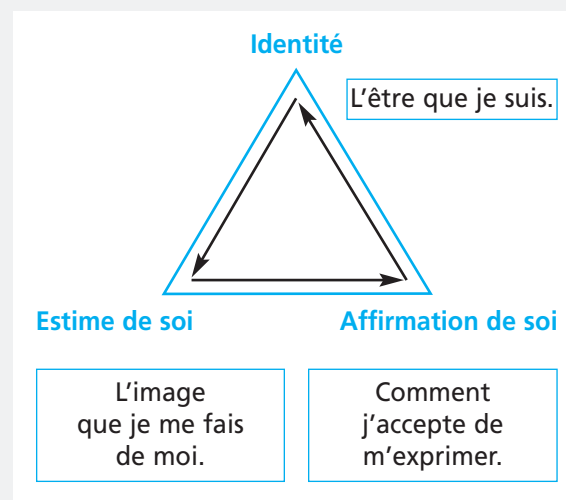 Identité
L'être que je suis.
Estime de soi
Affirmation de soi
L'image
que je me fais
de moi.
Comment
j'accepte de
m'exprimer.